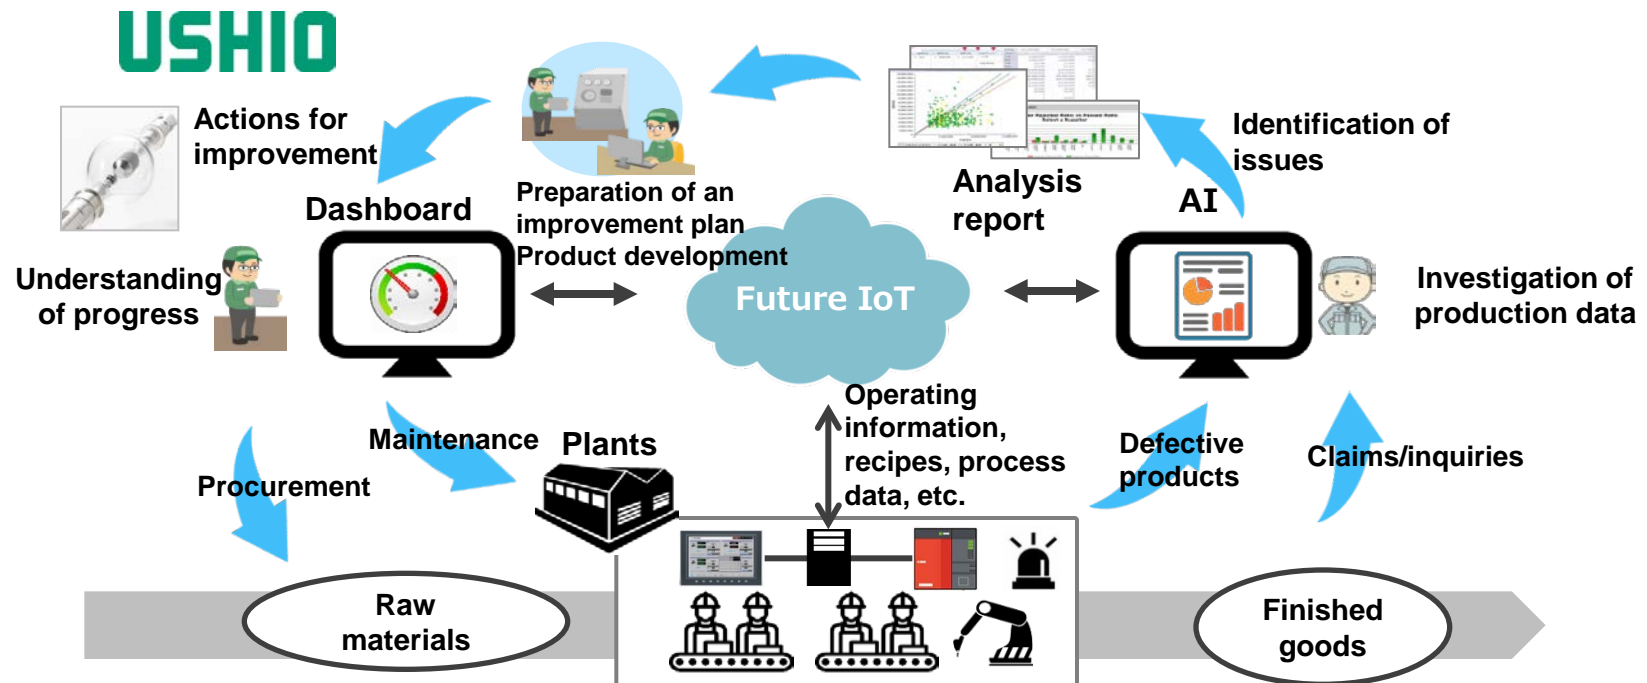 USHIO
Actions for
improvement
Dashboard
Understanding
of progress
Preparation of an
improvement plan
Product development
Analysis
report
Identification of
issues
AI
Future IoT
Investigation of
production data
Operating
information,
recipes, process
data, etc.
Maintenance
Procurement
Plants
Defective
products
Claims/inquiries
Raw
materials
Finished
goods